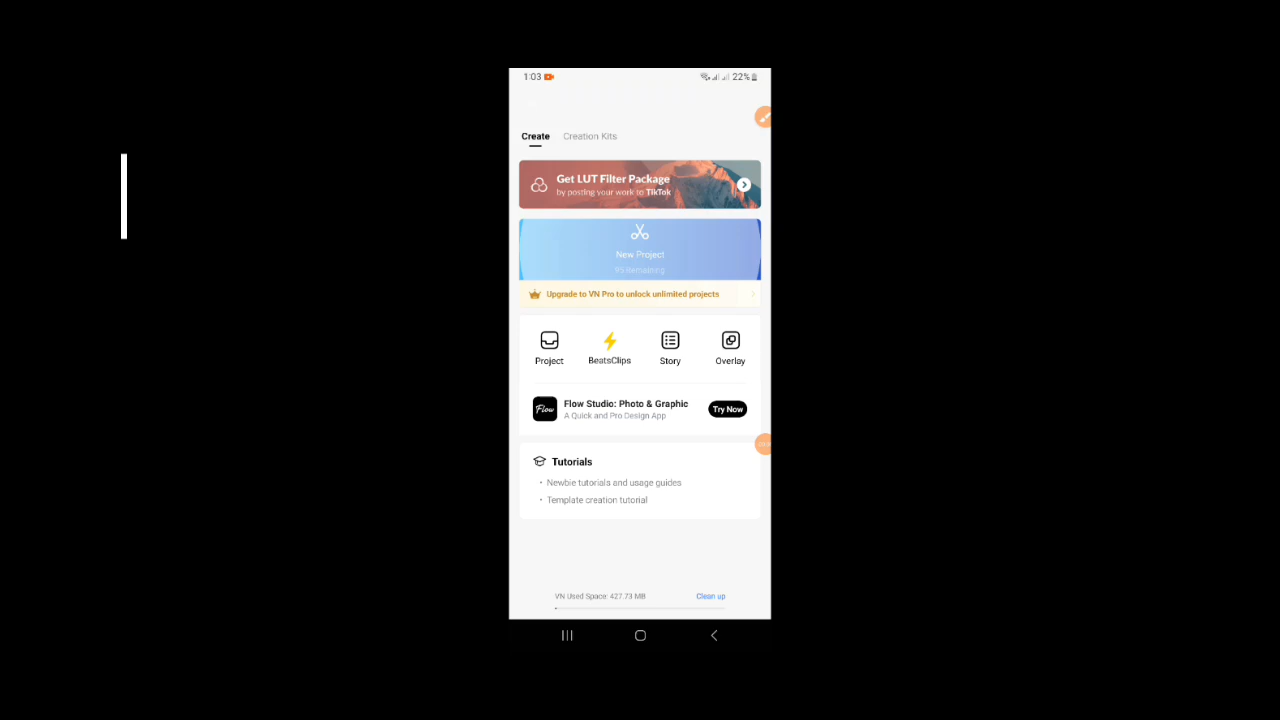 1:03 22%
Create Creation Kits
Get LUT Filter Package
by posting your work to TikTok
New Project
99 Remaining
Upgrade to VN Pro to unlock unlimited projects
Project BeatsClips Story Overlay
Flow
Flow Studio: Photo & Graphic
A Quick and Pro Design App
Try Now
Tutorials
• Newbie tutorials and usage guides
• Template creation tutorial
VN Used Space: 427.73 MB Clean up